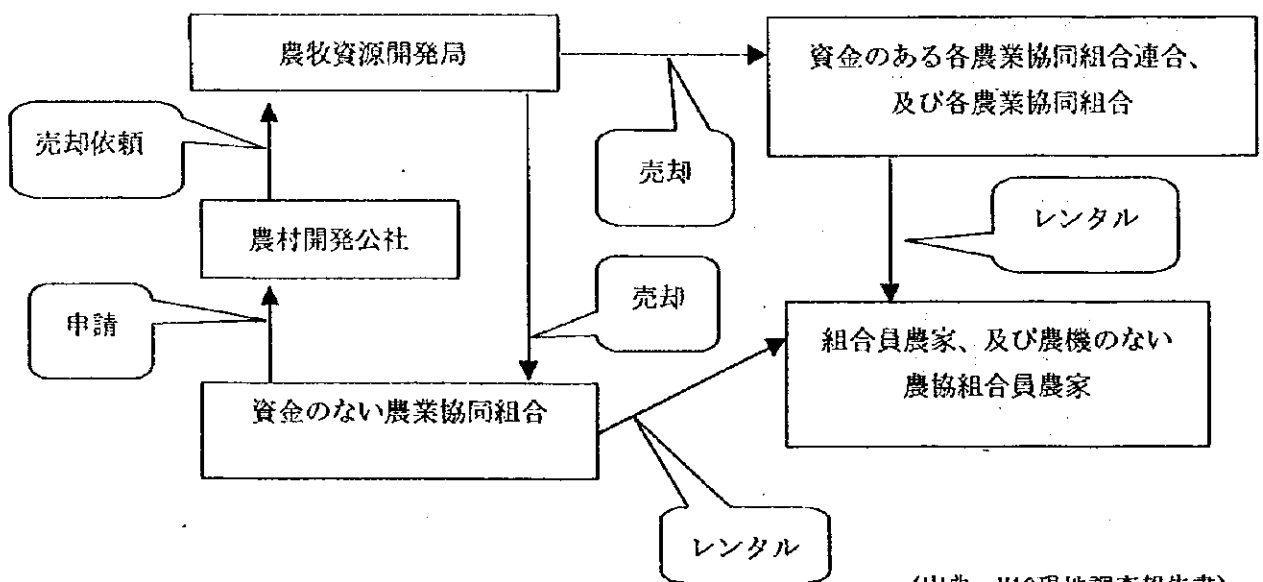 農牧資源開発局
資金のある各農業協同組合連合、
及び各農業協同組合
売却依頼
売却
レンタル
農村開発公社
申請
売却
組合員農家、及び農機のない
農協組合員農家
資金のない農業協同組合
レンタル